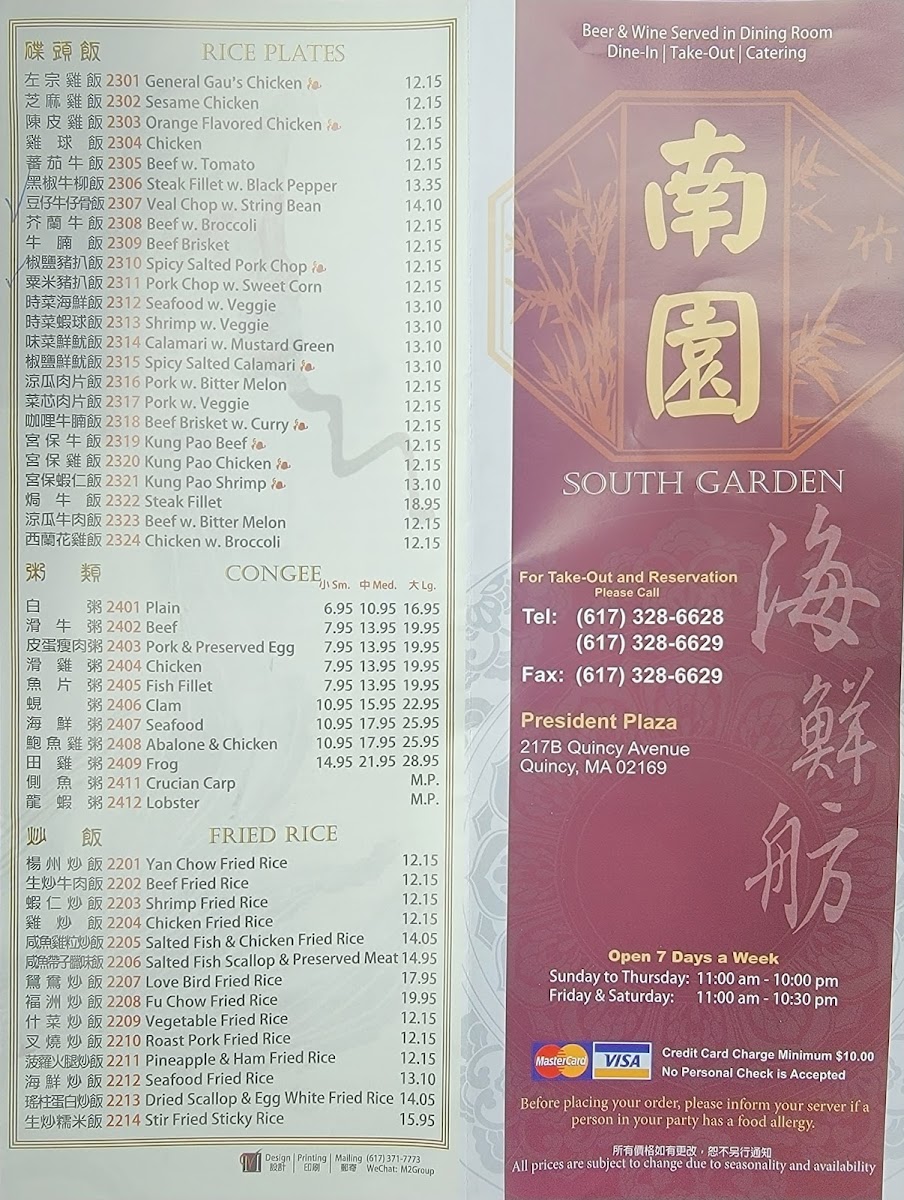 碟頭飯 RICE PLATES
左宗雞飯 2301 General Gau's Chicken 12.15
芝麻雞飯 2302 Sesame Chicken 12.15
陳皮雞飯 2303 Orange Flavored Chicken 12.15
雞球飯 2304 Chicken 12.15
蕃茄牛飯 2305 Beef w. Tomato 12.15
黑椒牛柳飯 2306 Steak Fillet w. Black Pepper 13.35
豆仔牛仔骨飯 2307 Veal Chop w. String Bean 14.10
芥蘭牛飯 2308 Beef w. Broccoli 12.15
牛腩飯 2309 Beef Brisket 12.15
椒鹽豬扒飯 2310 Spicy Salted Pork Chop 12.15
粟米豬扒飯 2311 Pork Chop w. Sweet Corn 12.15
時菜海鮮飯 2312 Seafood w. Veggie 13.10
時菜蝦球飯 2313 Shrimp w. Veggie 13.10
味菜鮮魷飯 2314 Calamari w. Mustard Green 13.10
椒鹽鮮魷飯 2315 Spicy Salted Calamari 13.10
涼瓜肉片飯 2316 Pork w. Bitter Melon 12.15
菜芯肉片飯 2317 Pork w. Veggie 12.15
咖哩牛腩飯 2318 Beef Brisket w. Curry 12.15
宮保牛飯 2319 Kung Pao Beef 12.15
宮保雞飯 2320 Kung Pao Chicken 12.15
宮保蝦仁飯 2321 Kung Pao Shrimp 13.10
焗牛飯 2322 Steak Fillet 18.95
涼瓜牛肉飯 2323 Beef w. Bitter Melon 12.15
西蘭花雞飯 2324 Chicken w. Broccoli 12.15
粥類 CONGEE 小 Sm. 中 Med. 大 Lg.
白粥 2401 Plain 6.95 10.95 16.95
滑牛粥 2402 Beef 7.95 13.95 19.95
皮蛋瘦肉粥 2403 Pork & Preserved Egg 7.95 13.95 19.95
滑雞粥 2404 Chicken 7.95 13.95 19.95
魚片粥 2405 Fish Fillet 7.95 13.95 19.95
蜆粥 2406 Clam 10.95 15.95 22.95
海鮮粥 2407 Seafood 10.95 17.95 25.95
鮑魚雞粥 2408 Abalone & Chicken 10.95 17.95 25.95
田雞粥 2409 Frog 14.95 21.95 28.95
側魚粥 2411 Crucian Carp M.P.
龍蝦粥 2412 Lobster M.P.
炒飯 FRIED RICE
楊州炒飯 2201 Yan Chow Fried Rice 12.15
生炒牛肉飯 2202 Beef Fried Rice 12.15
蝦仁炒飯 2203 Shrimp Fried Rice 12.15
雞炒飯 2204 Chicken Fried Rice 12.15
咸魚雞粒炒飯 2205 Salted Fish & Chicken Fried Rice 14.05
咸魚帶子臘味飯 2206 Salted Fish Scallop & Preserved Meat 14.95
鴛鴦炒飯 2207 Love Bird Fried Rice 17.95
福洲炒飯 2208 Fu Chow Fried Rice 19.95
什菜炒飯 2209 Vegetable Fried Rice 12.15
叉燒炒飯 2210 Roast Pork Fried Rice 12.15
菠羅火腿炒飯 2211 Pineapple & Ham Fried Rice 12.15
海鮮炒飯 2212 Seafood Fried Rice 13.10
瑤柱蛋白炒飯 2213 Dried Scallop & Egg White Fried Rice 14.05
生炒糯米飯 2214 Stir Fried Sticky Rice 15.95
Design | Printing | Mailing (617) 371-7773
設計 | 印刷 | 郵寄 WeChat: M2Group
Beer & Wine Served in Dining Room
Dine-In | Take-Out | Catering
南園
竹
SOUTH GARDEN
海鮮舫
For Take-Out and Reservation
Please Call
Tel: (617) 328-6628
(617) 328-6629
Fax: (617) 328-6629
President Plaza
217B Quincy Avenue
Quincy, MA 02169
Open 7 Days a Week
Sunday to Thursday: 11:00 am - 10:00 pm
Friday & Saturday: 11:00 am - 10:30 pm
MasterCard VISA
Credit Card Charge Minimum $10.00
No Personal Check is Accepted
Before placing your order, please inform your server if a
person in your party has a food allergy.
所有價格如有更改，恕不另行通知
All prices are subject to change due to seasonality and availability